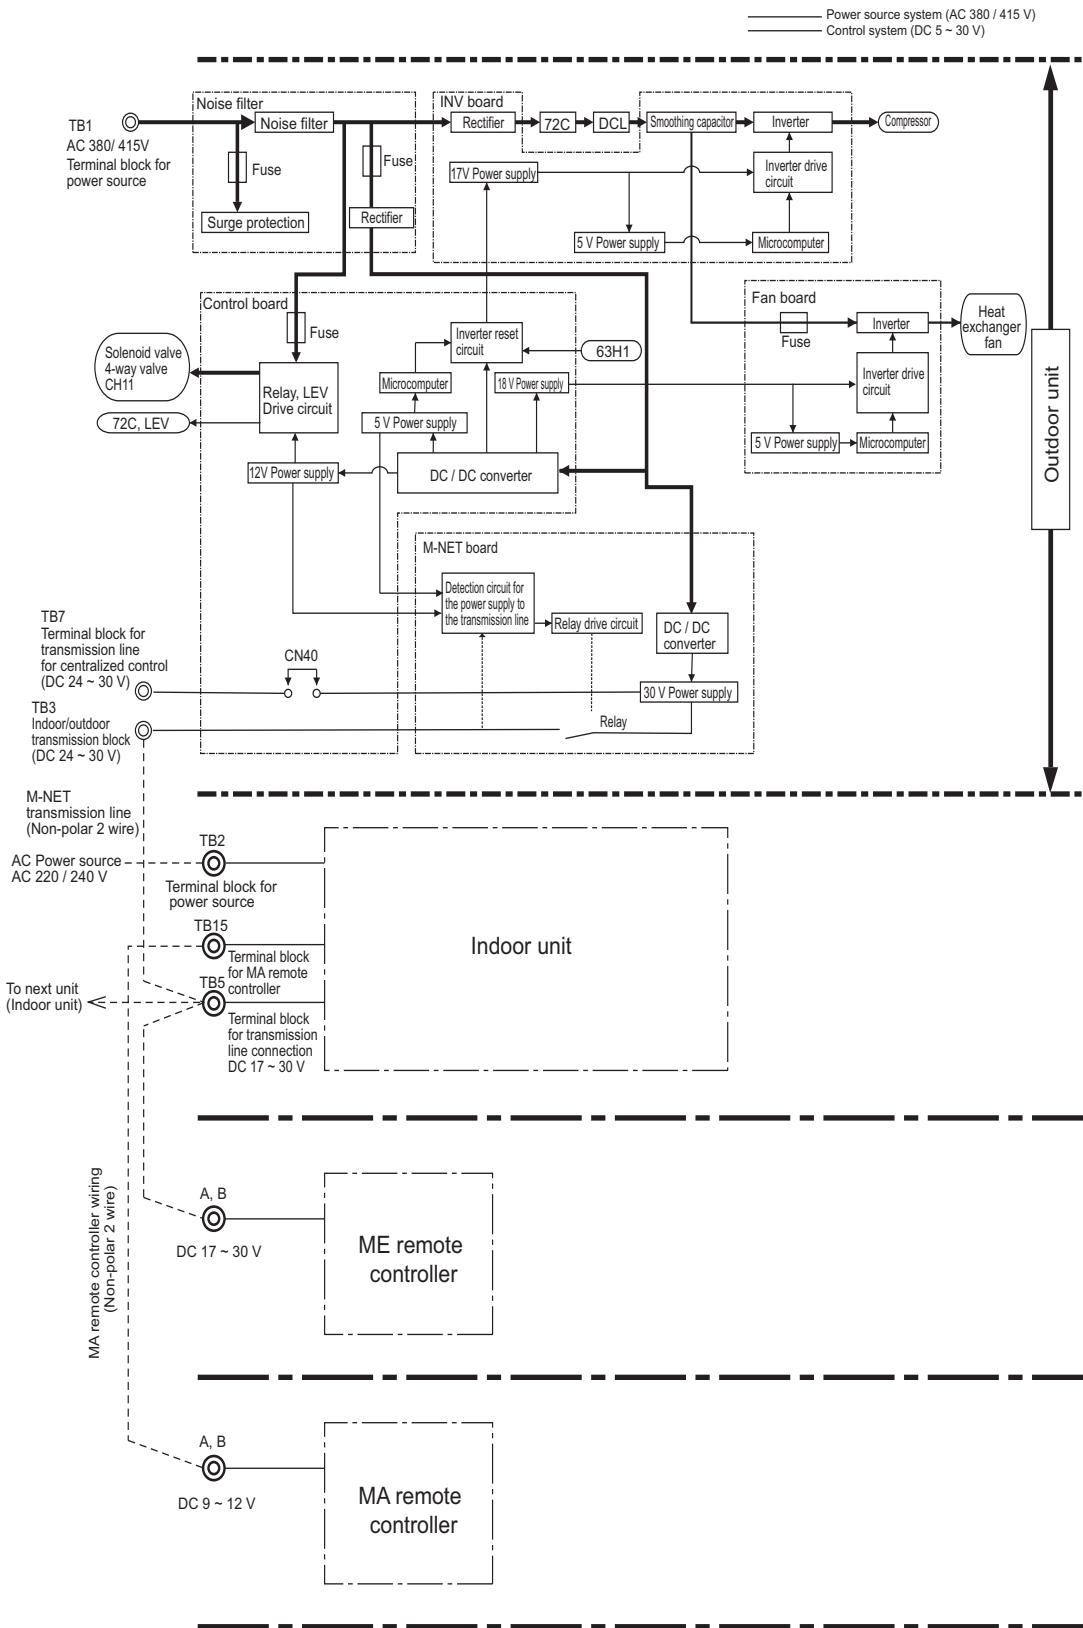 Power source system (AC 380 / 415 V)
Control system (DC 5 ~ 30 V)
Noise filter
INV board
TB1
AC 380/ 415V
Terminal block for
power source
Noise filter
Rectifier
72C
DCL
Smoothing capacitor
Inverter
Compressor
Fuse
Fuse
17V Power supply
Inverter drive
circuit
Surge protection
Rectifier
5 V Power supply
Microcomputer
Control board
Fan board
Fuse
Inverter reset
circuit
63H1
Fuse
Inverter
Heat
exchanger
fan
Solenoid valve
4-way valve
CH11
Relay, LEV
Drive circuit
Microcomputer
18 V Power supply
Inverter drive
circuit
72C, LEV
5 V Power supply
5 V Power supply
Microcomputer
12V Power supply
DC / DC converter
Outdoor unit
M-NET board
Detection circuit for
the power supply to
the transmission line
Relay drive circuit
DC / DC
converter
TB7
Terminal block for
transmission line
for centralized control
(DC 24 ~ 30 V)
CN40
30 V Power supply
TB3
Indoor/outdoor
transmission block
(DC 24 ~ 30 V)
Relay
M-NET
transmission line
(Non-polar 2 wire)
TB2
AC Power source
AC 220 / 240 V
Terminal block for
power source
TB15
Terminal block
for MA remote
controller
Indoor unit
To next unit
(Indoor unit)
TB5
Terminal block
for transmission
line connection
DC 17 ~ 30 V
MA remote controller wiring
(Non-polar 2 wire)
A, B
DC 17 ~ 30 V
ME remote
controller
A, B
DC 9 ~ 12 V
MA remote
controller